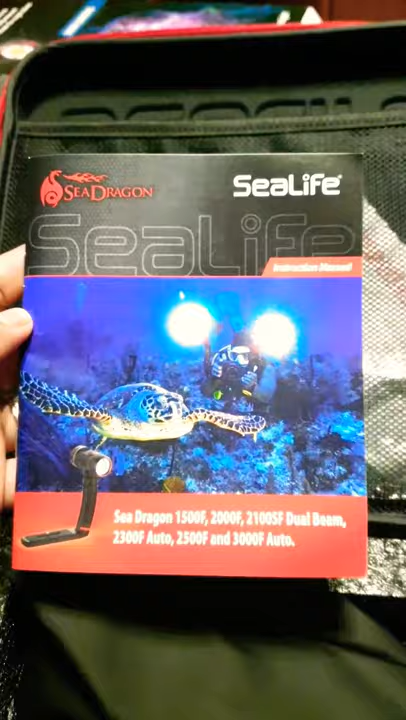 SEADRAGON
SeaLife®
SeaLife
Instruction Manual
Sea Dragon 1500F, 2000F, 2100SF Dual Beam,
2300F Auto, 2500F and 3000F Auto.